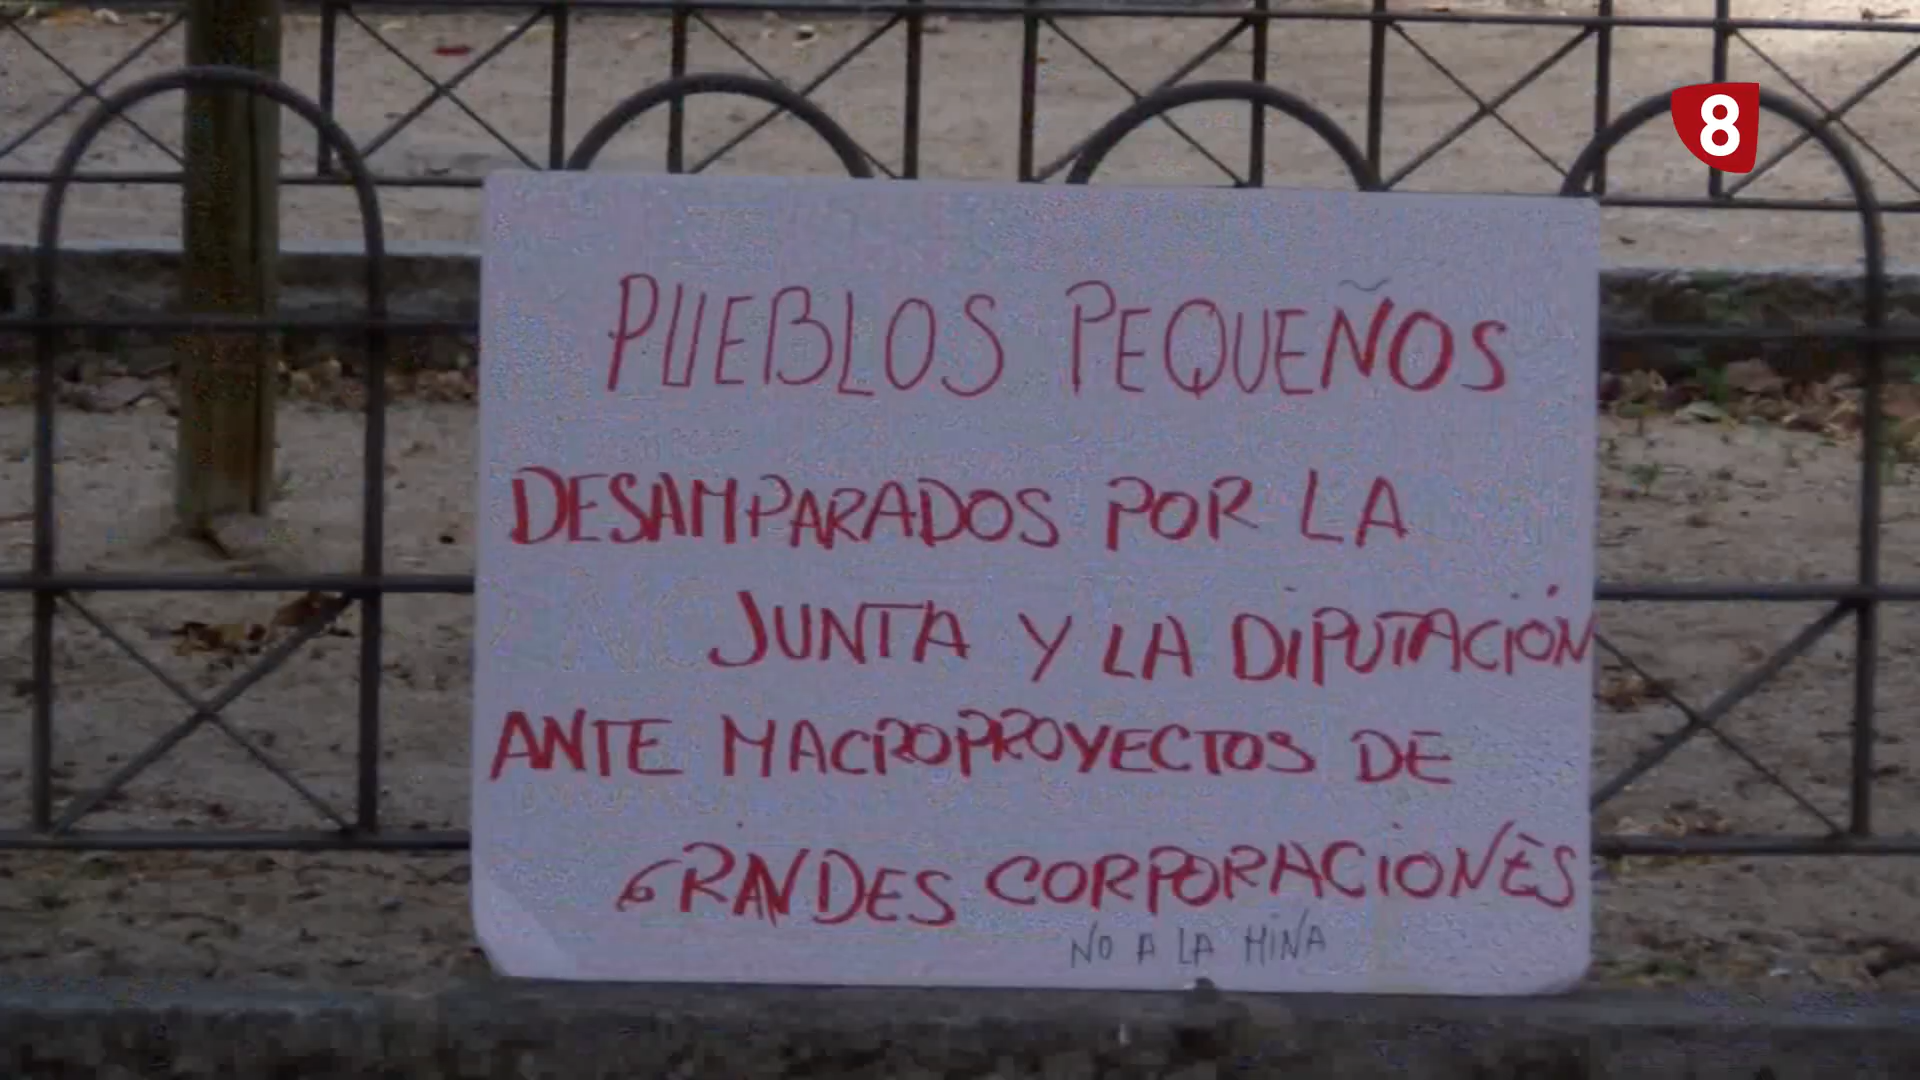 8
PUEBLOS PEQUEÑOS
DESAMPARADOS POR LA
JUNTA Y LA DIPUTACIÓN
ANTE MACROPROYECTOS DE
GRANDES CORPORACIONES
NO A LA MINA